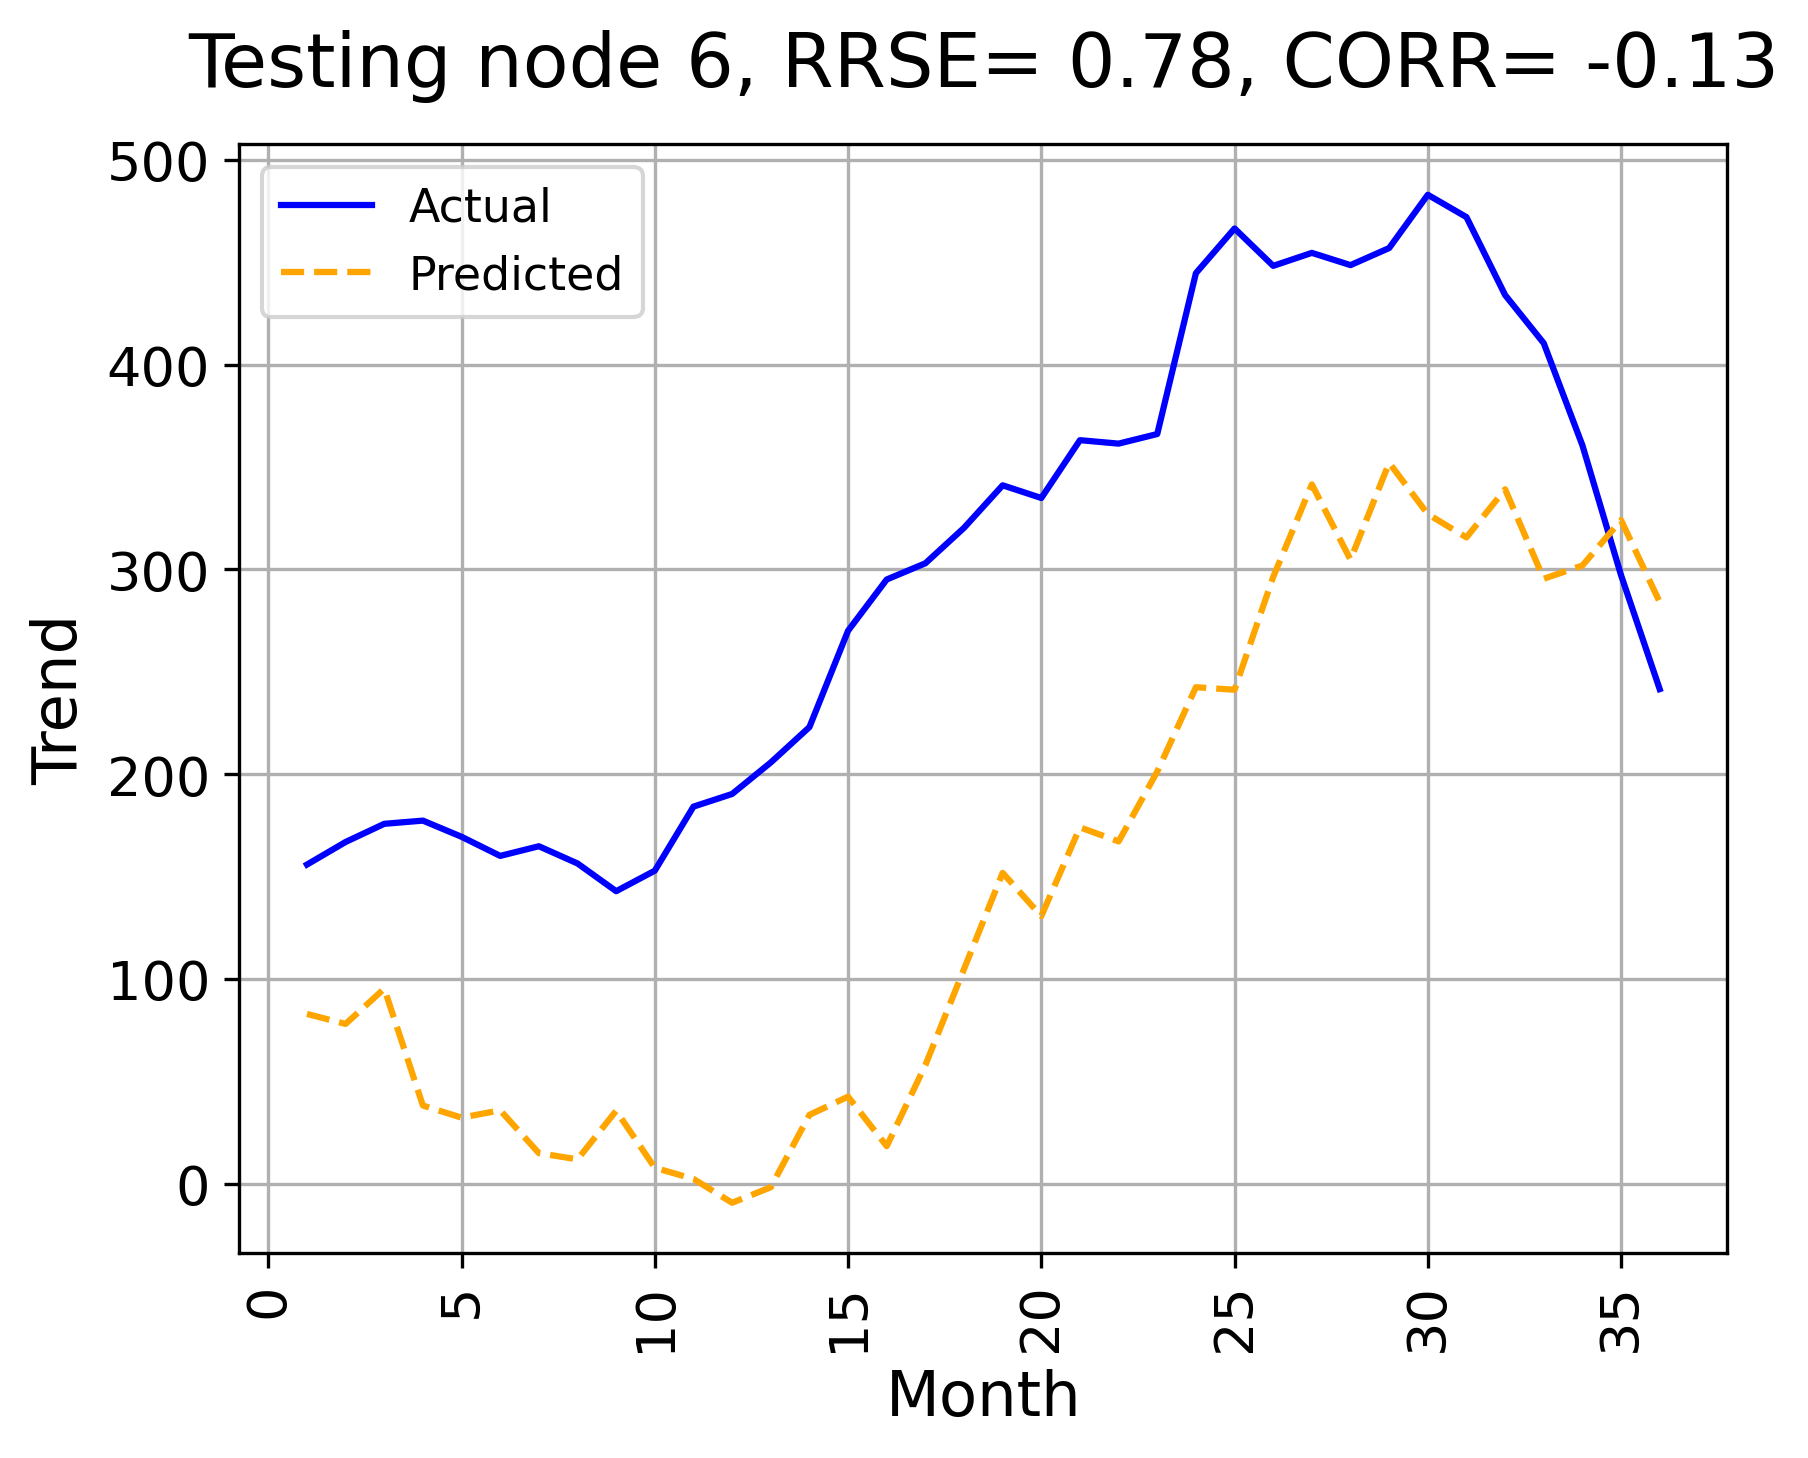 Testing node 6, RRSE= 0.78, CORR= -0.13
500
400
300
200
100
0
Trend
Actual
Predicted
0
5
10
15
20
25
30
35
Month